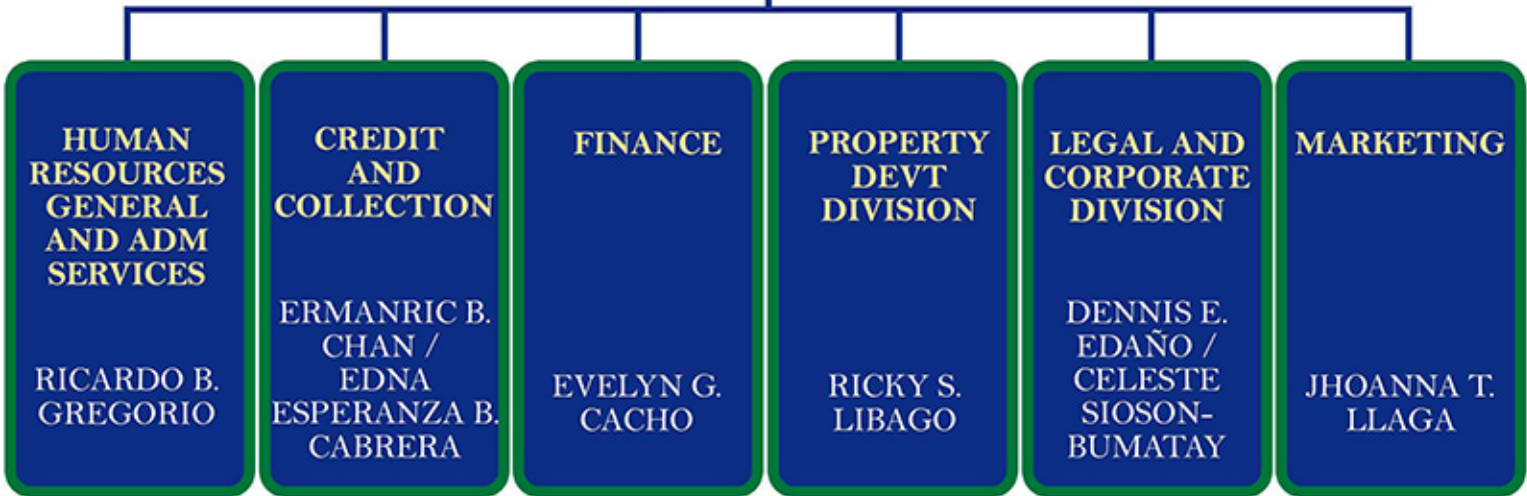 HUMAN
RESOURCES
GENERAL
AND ADM
SERVICES
RICARDO B.
GREGORIO
CREDIT
AND
COLLECTION
ERMANRIC B.
CHAN /
EDNA
ESPERANZA B.
CABRERA
FINANCE
EVELYN G.
CACHO
PROPERTY
DEVT
DIVISION
RICKY S.
LIBAGO
LEGAL AND
CORPORATE
DIVISION
DENNIS E.
EDAÑO /
CELESTE
SIOSON-
BUMATAY
MARKETING
JHOANNA T.
LLAGA